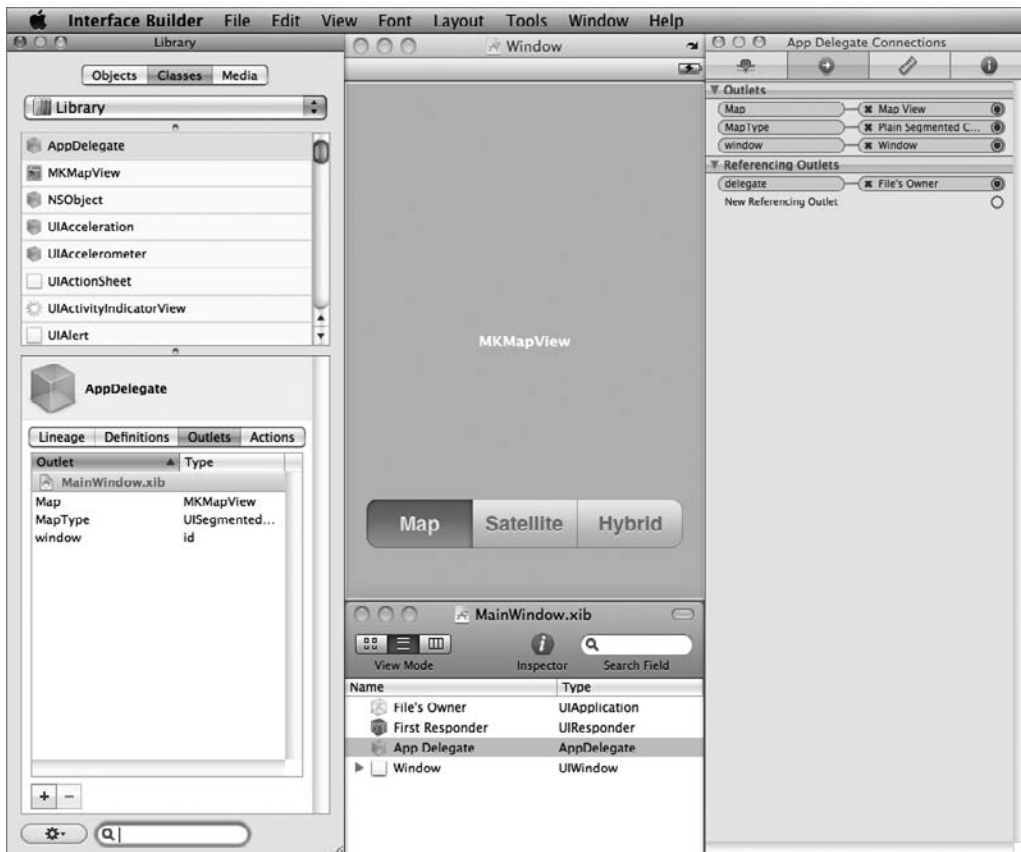 Interface Builder File Edit View Font Layout Tools Window Help
Library
Objects Classes Media
Library
AppDelegate
MKMapView
NSObject
UIAcceleration
UIAccelerometer
UIActionSheet
UIActivityIndicatorView
UIAlert
AppDelegate
Lineage Definitions Outlets Actions
Outlet Type
MainWindow.xib
Map MKMapView
MapType UISegmented...
window id
Window
MKMapView
Map Satellite Hybrid
MainWindow.xib
View Mode Inspector Search Field
Name Type
File's Owner UIApplication
First Responder UIResponder
App Delegate AppDelegate
Window UIWindow
App Delegate Connections
Outlets
Map Map View
MapType Plain Segmented C...
window Window
Referencing Outlets
delegate File's Owner
New Referencing Outlet